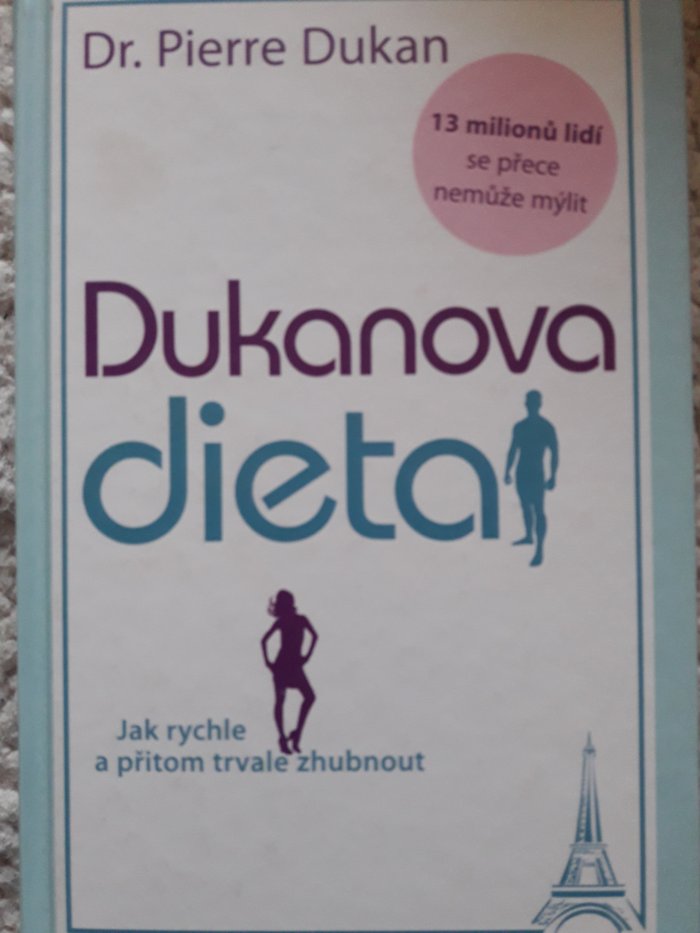 Dr. Pierre Dukan
13 milionů lidí
se přece
nemůže mýlit
Dukanova
dieta
Jak rychle
a přitom trvale zhubnout